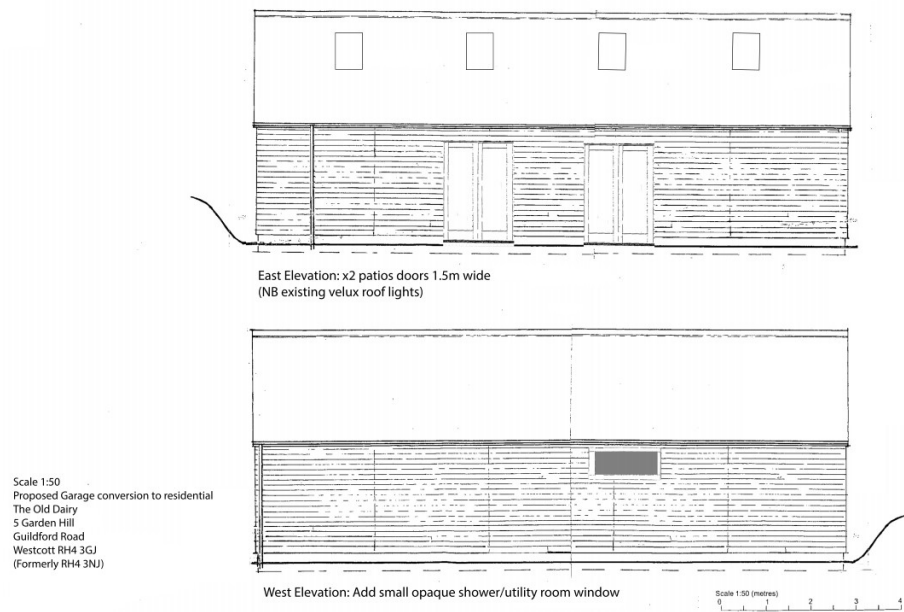 East Elevation: x2 patios doors 1.5m wide
(NB existing velux roof lights)
Scale 1:50
Proposed Garage conversion to residential
The Old Dairy
5 Garden Hill
Guildford Road
Westcott RH4 3GJ
(Formerly RH4 3NJ)
West Elevation: Add small opaque shower/utility room window
Scale 1:50 (metres)
0 1 2 3 4